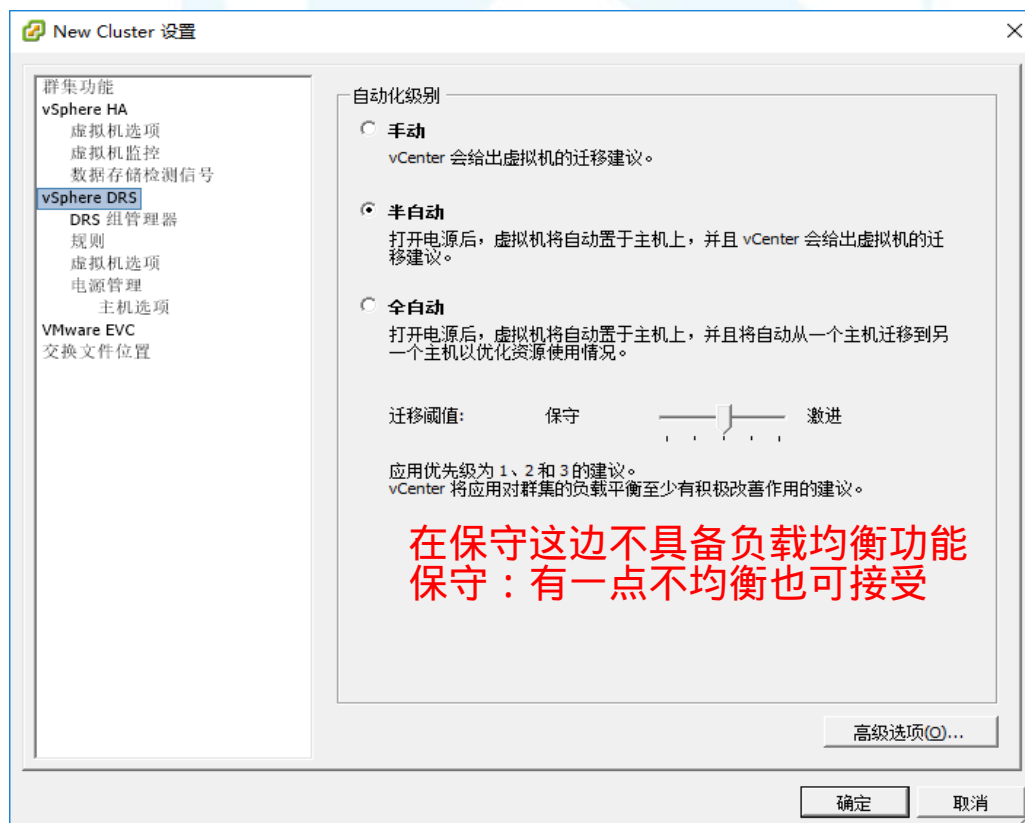 New Cluster 设置
群集功能
vSphere HA
虚拟机选项
虚拟机监控
数据存储检测信号
vSphere DRS
DRS 组管理器
规则
虚拟机选项
电源管理
主机选项
VMware EVC
交换文件位置
自动化级别
手动
vCenter 会给出虚拟机的迁移建议。
半自动
打开电源后，虚拟机将自动置于主机上，并且 vCenter 会给出虚拟机的迁
移建议。
全自动
打开电源后，虚拟机将自动置于主机上，并且将自动从一个主机迁移到另
一个主机以优化资源使用情况。
迁移阈值: 保守 激进
应用优先级为 1、2 和 3 的建议。
vCenter 将应用对群集的负载平衡至少有积极改善作用的建议。
在保守这边不具备负载均衡功能
保守：有一点不均衡也可接受
高级选项(O)...
确定 取消